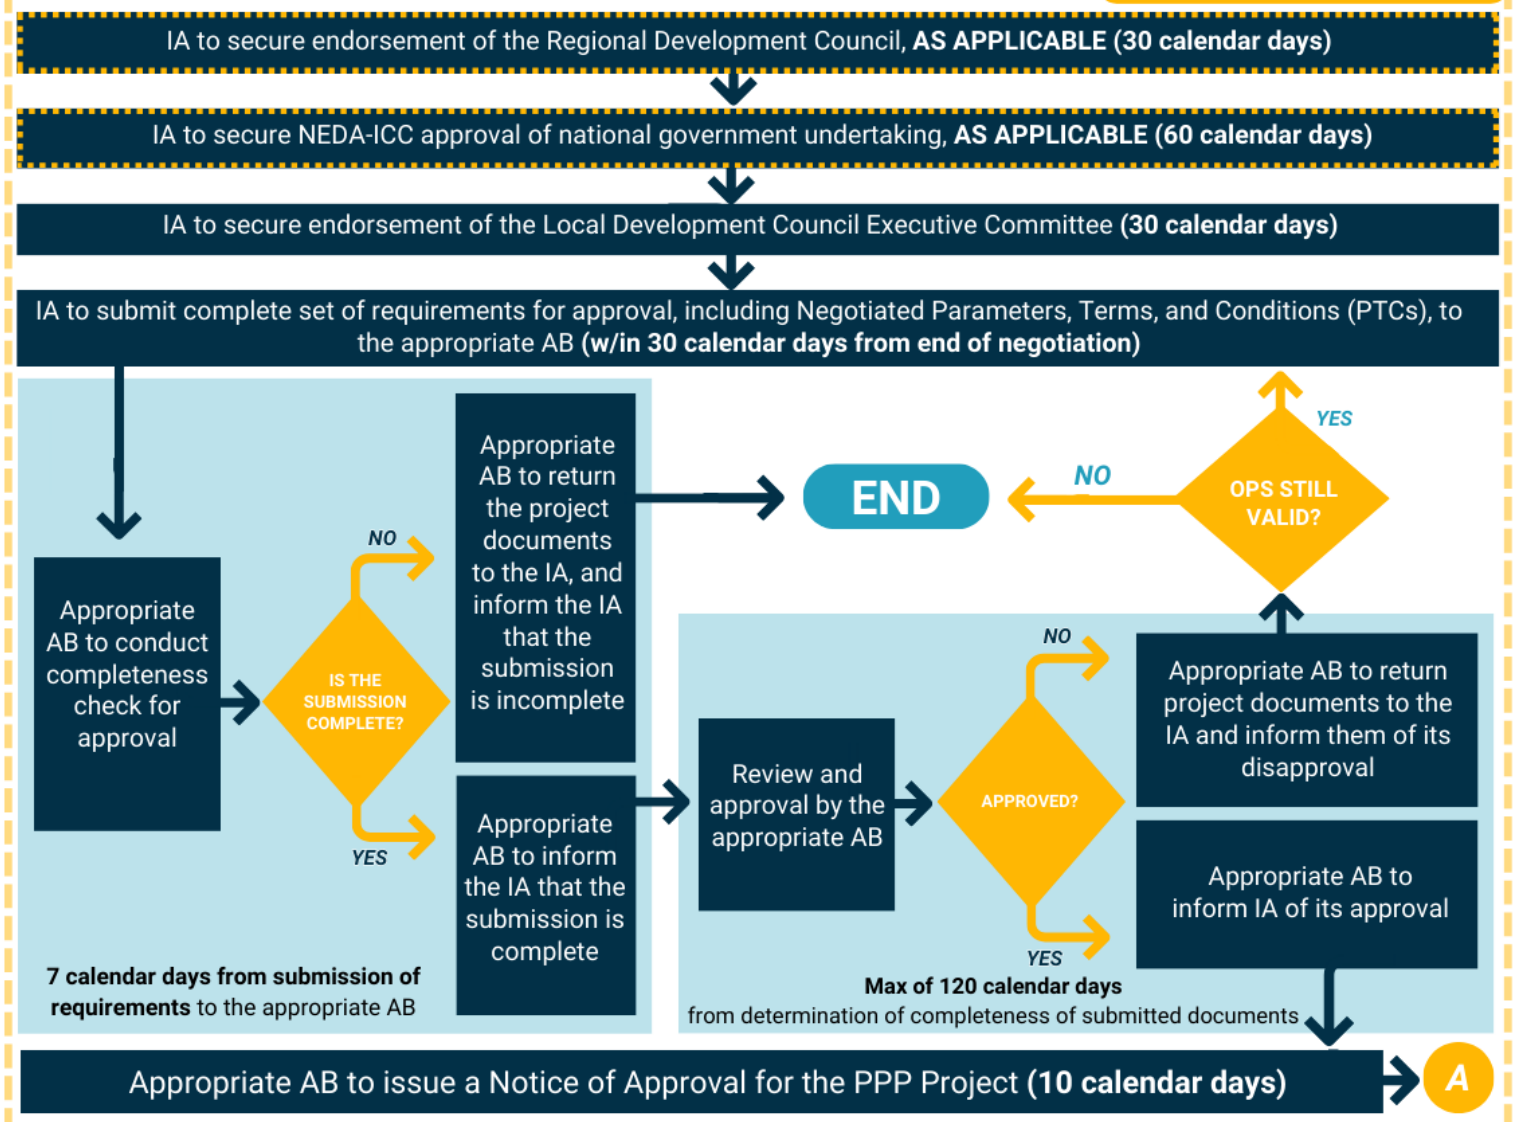 IA to secure endorsement of the Regional Development Council, AS APPLICABLE (30 calendar days)
IA to secure NEDA-ICC approval of national government undertaking, AS APPLICABLE (60 calendar days)
IA to secure endorsement of the Local Development Council Executive Committee (30 calendar days)
IA to submit complete set of requirements for approval, including Negotiated Parameters, Terms, and Conditions (PTCs), to
the appropriate AB (w/in 30 calendar days from end of negotiation)
Appropriate
AB to conduct
completeness
check for
approval
IS THE
SUBMISSION
COMPLETE?
NO
YES
Appropriate
AB to return
the project
documents
to the IA, and
inform the IA
that the
submission
is incomplete
Appropriate
AB to inform
the IA that the
submission is
complete
7 calendar days from submission of
requirements to the appropriate AB
END
NO
OPS STILL
VALID?
YES
Review and
approval by the
appropriate AB
APPROVED?
NO
YES
Appropriate AB to return
project documents to the
IA and inform them of its
disapproval
Appropriate AB to
inform IA of its approval
Max of 120 calendar days
from determination of completeness of submitted documents
Appropriate AB to issue a Notice of Approval for the PPP Project (10 calendar days)
A